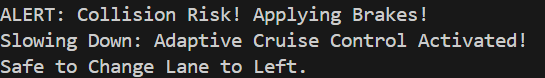 ALERT: Collision Risk! Applying Brakes!
Slowing Down: Adaptive Cruise Control Activated!
Safe to Change Lane to Left.